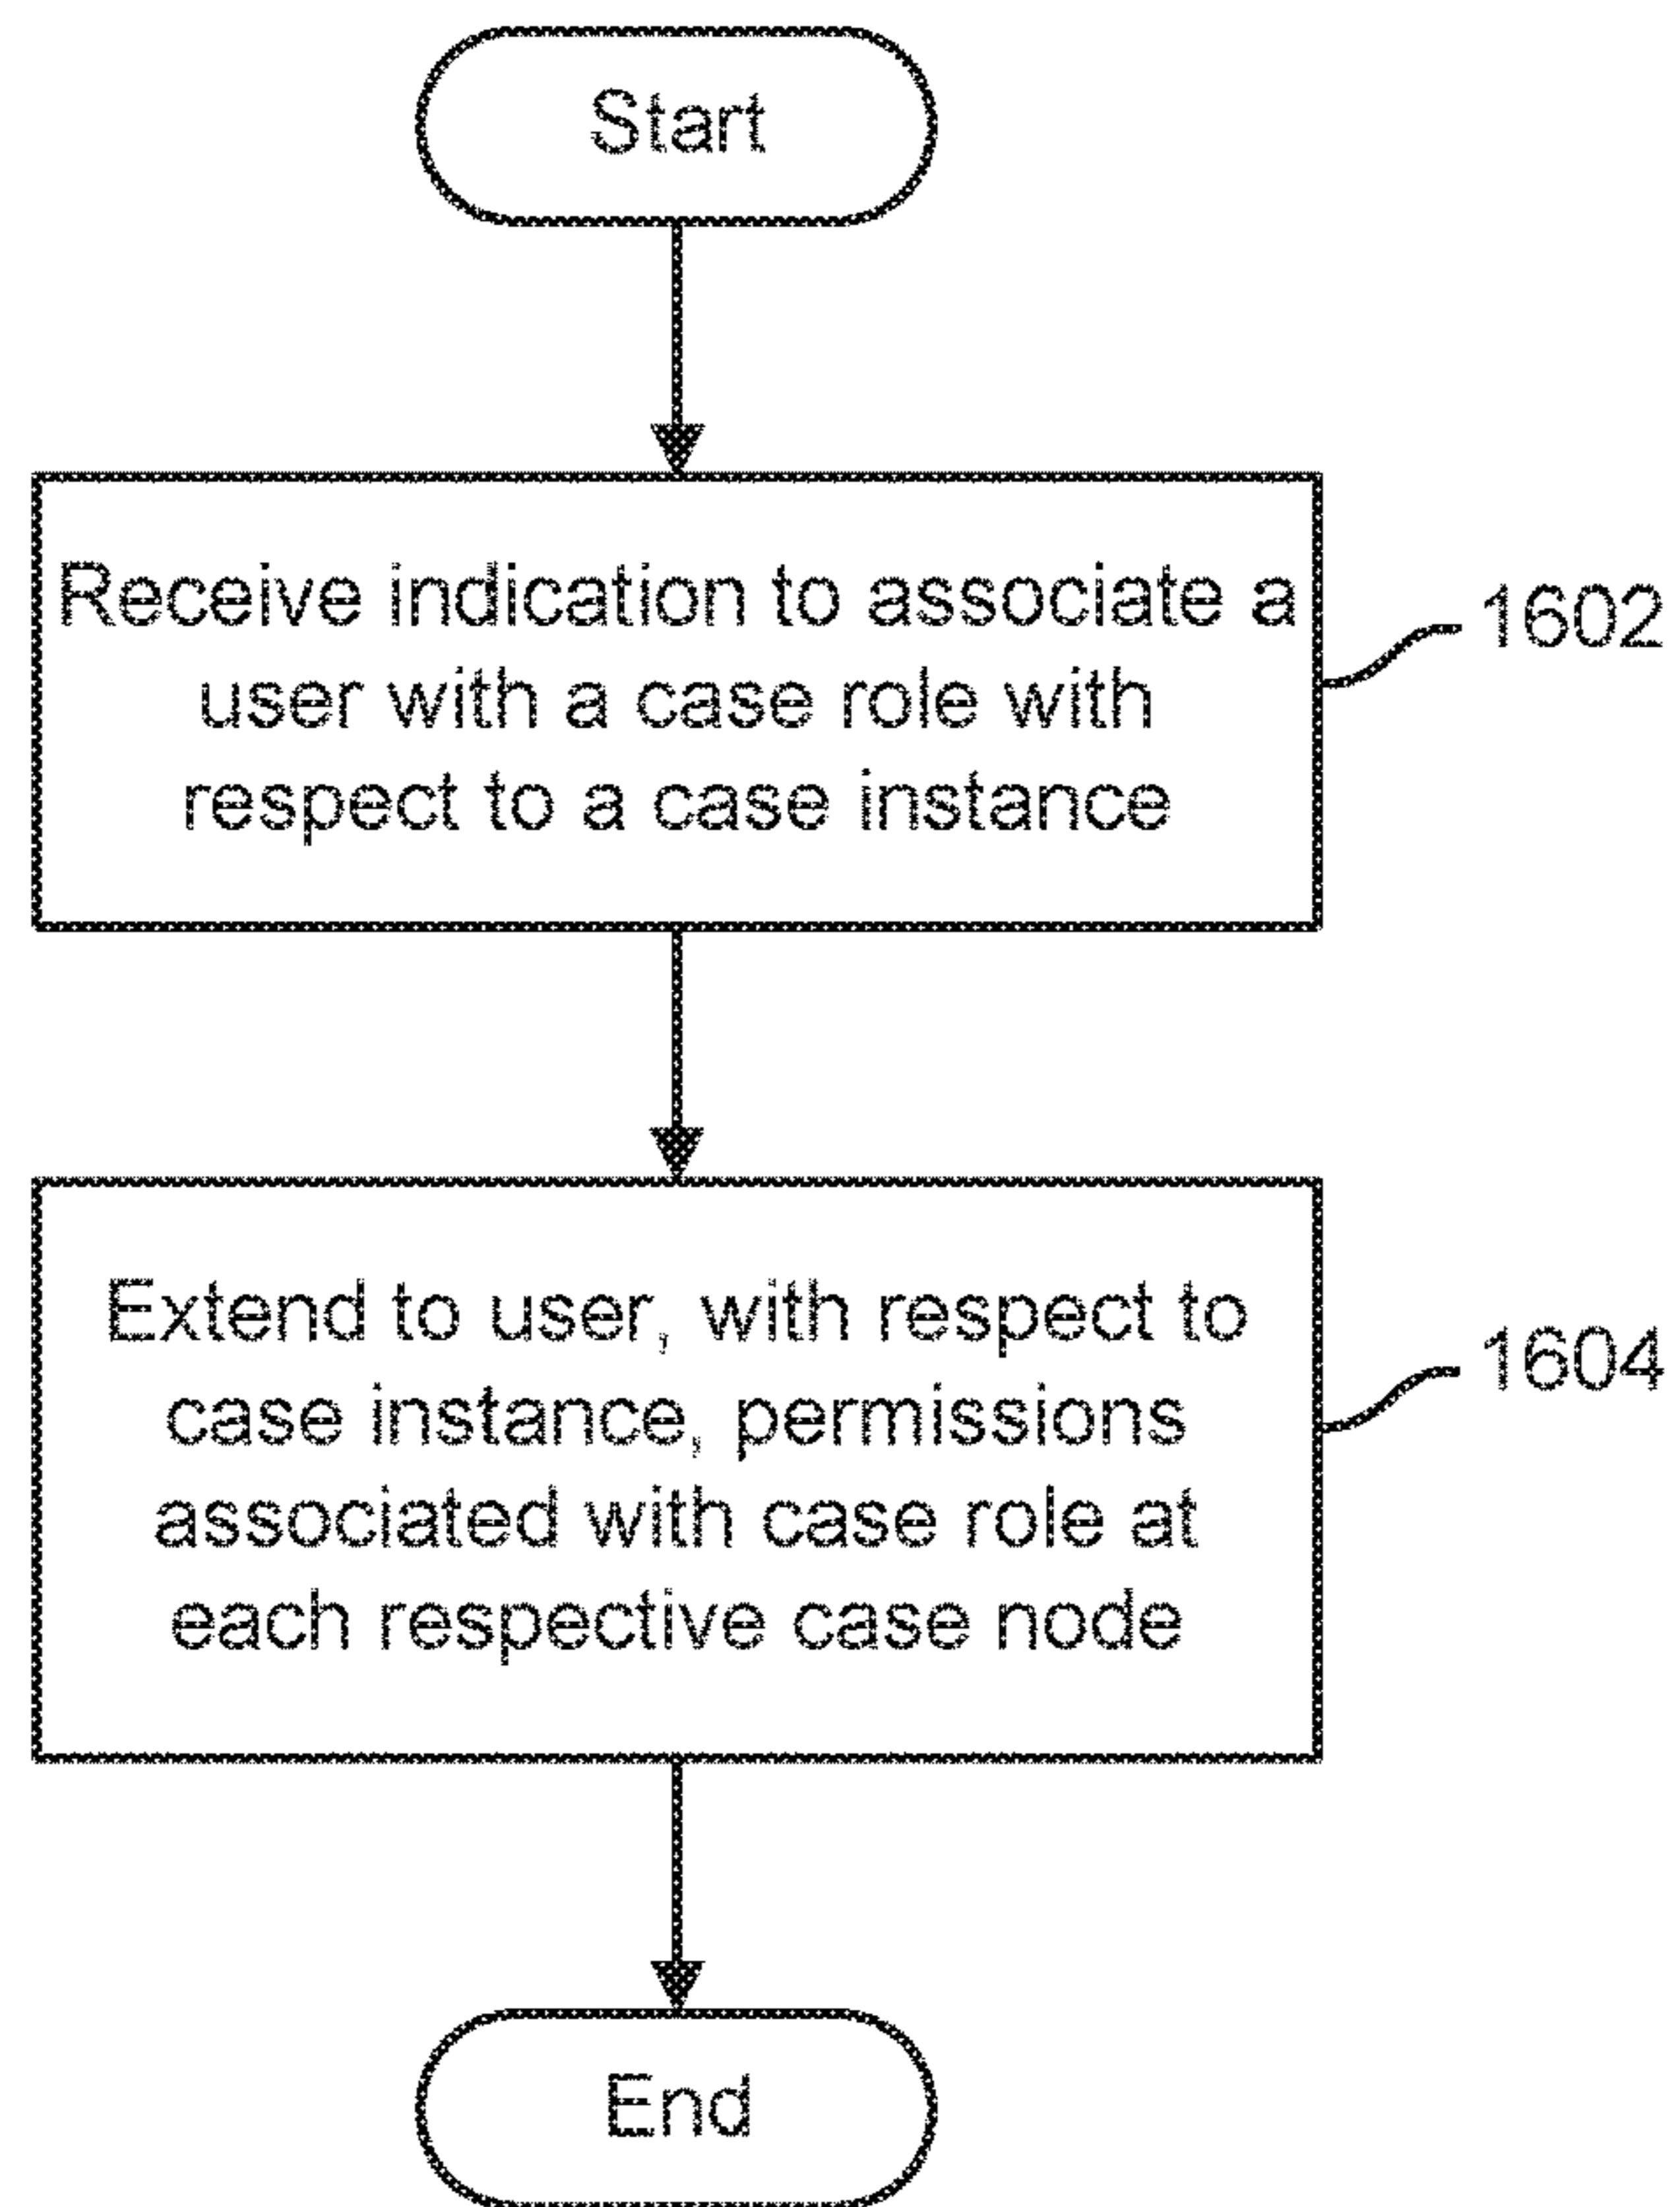 Start
Receive indication to associate a
user with a case role with
respect to a case instance
1602
Extend to user, with respect to
case instance, permissions
associated with case role at
each respective case node
1604
End